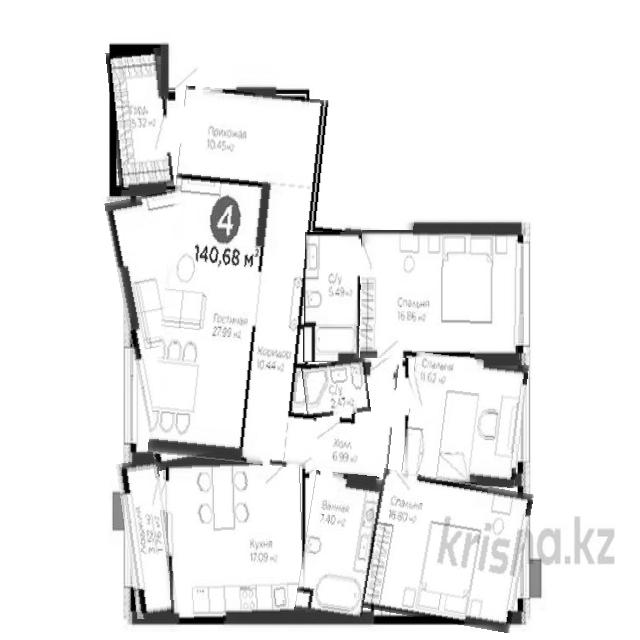 Гард.
5.32 м2
Прихожая
10.45 м2
4
140,68 м²
С/у
5.49 м2
Спальня
16.86 м2
Гостиная
27.99 м2
Коридор
10.44 м2
Спальня
11.62 м2
С/у
2.47 м2
Холл
6.99 м2
Ванная
7.40 м2
Спальня
16.80 м2
Кухня
17.09 м2
krisha.kz